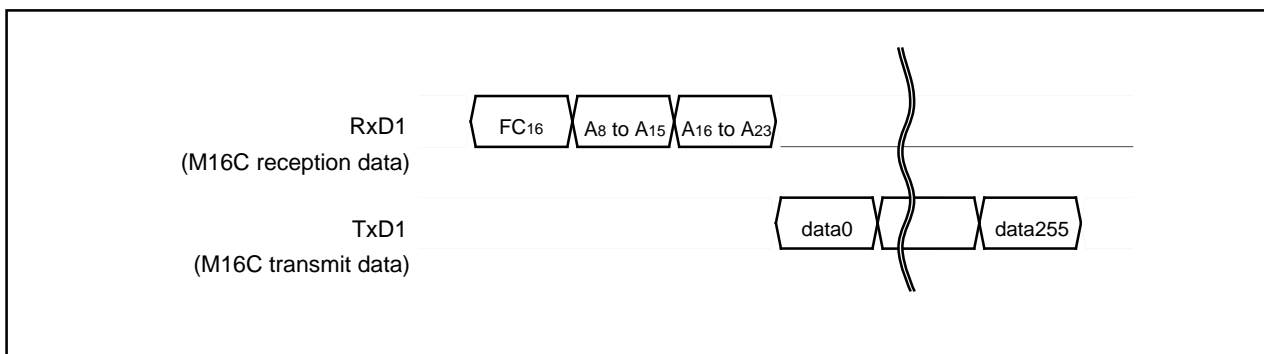 RxD1
(M16C reception data)
FC16
A8 to A15
A16 to A23
TxD1
(M16C transmit data)
data0
data255